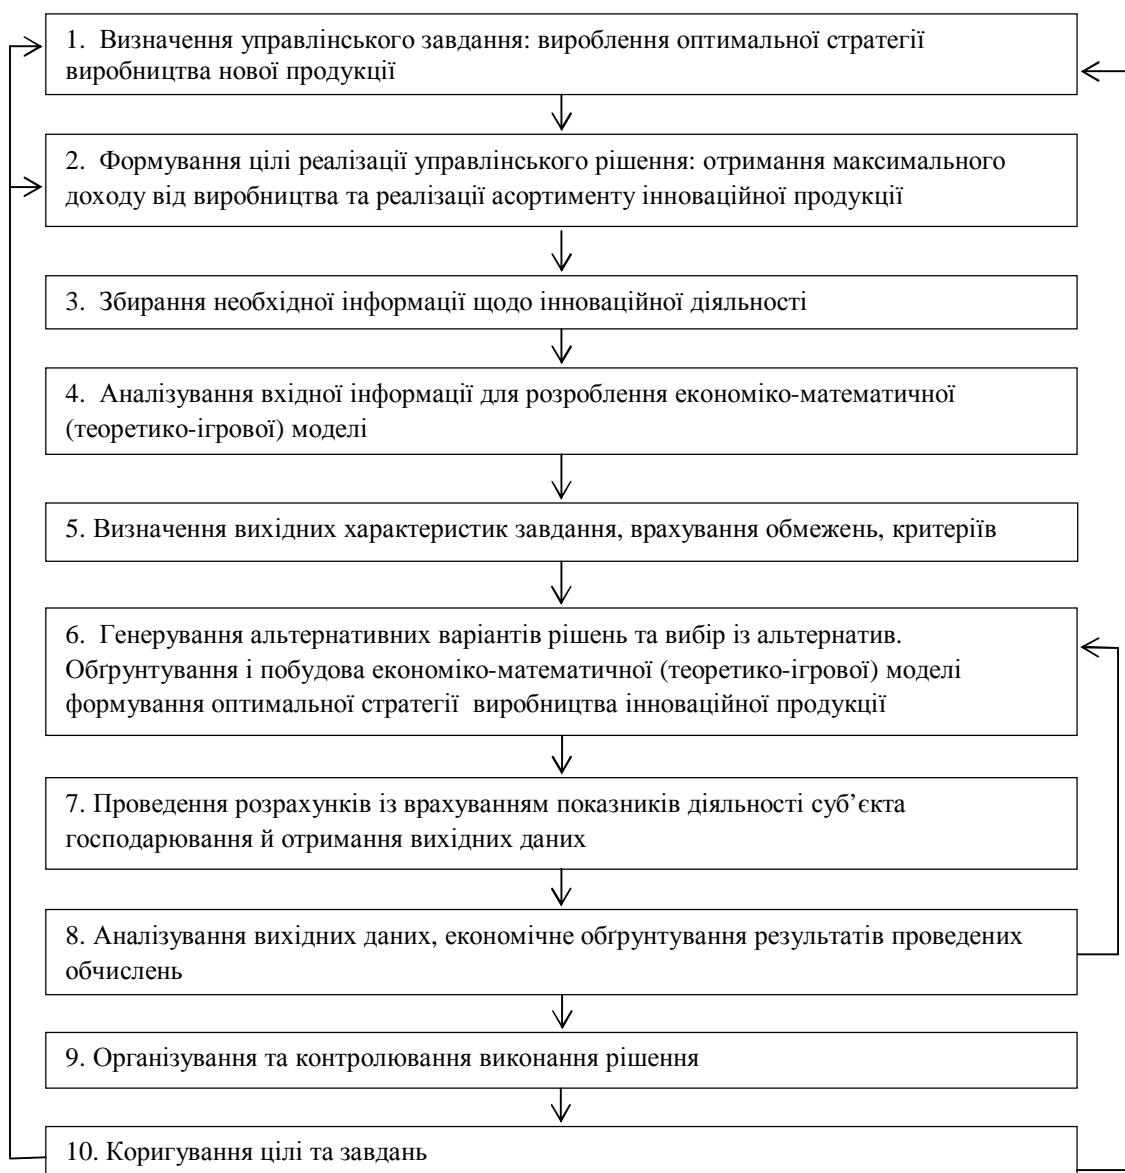 1. Визначення управлінського завдання: вироблення оптимальної стратегії
виробництва нової продукції
2. Формування цілі реалізації управлінського рішення: отримання максимального
доходу від виробництва та реалізації асортименту інноваційної продукції
3. Збирання необхідної інформації щодо інноваційної діяльності
4. Аналізування вхідної інформації для розроблення економіко-математичної
(теоретико-ігрової) моделі
5. Визначення вихідних характеристик завдання, врахування обмежень, критеріїв
6. Генерування альтернативних варіантів рішень та вибір із альтернатив.
Обґрунтування і побудова економіко-математичної (теоретико-ігрової) моделі
формування оптимальної стратегії виробництва інноваційної продукції
7. Проведення розрахунків із врахуванням показників діяльності суб’єкта
господарювання й отримання вихідних даних
8. Аналізування вихідних даних, економічне обґрунтування результатів проведених
обчислень
9. Організування та контролювання виконання рішення
10. Коригування цілі та завдань